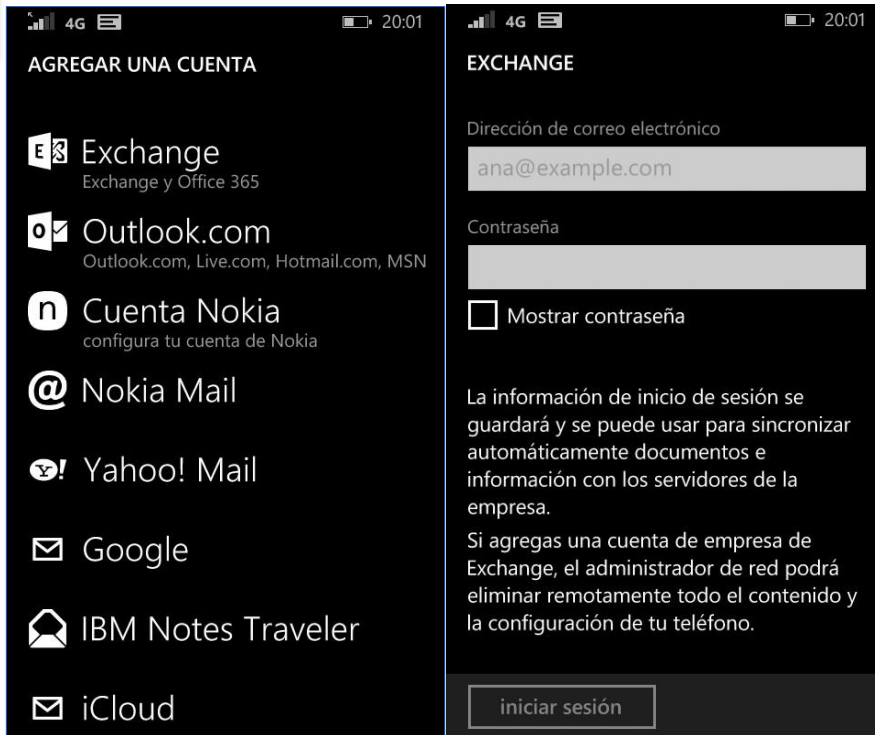 4G 20:01
AGREGAR UNA CUENTA
Exchange
Exchange y Office 365
Outlook.com
Outlook.com, Live.com, Hotmail.com, MSN
Cuenta Nokia
configura tu cuenta de Nokia
Nokia Mail
Yahoo! Mail
Google
IBM Notes Traveler
iCloud
4G 20:01
EXCHANGE
Dirección de correo electrónico
ana@example.com
Contraseña
Mostrar contraseña
La información de inicio de sesión se
guardará y se puede usar para sincronizar
automáticamente documentos e
información con los servidores de la
empresa.
Si agregas una cuenta de empresa de
Exchange, el administrador de red podrá
eliminar remotamente todo el contenido y
la configuración de tu teléfono.
iniciar sesión